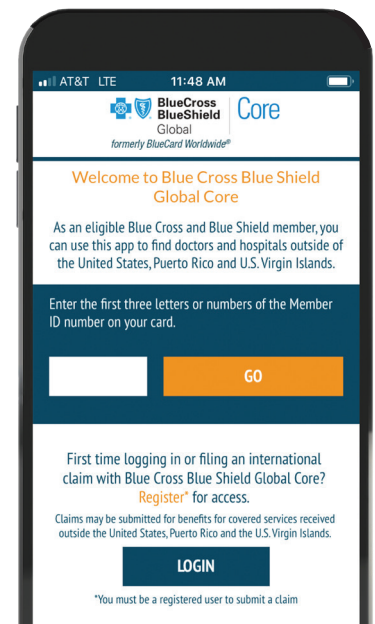 AT&T LTE 11:48 AM
BlueCross
BlueShield
Global
Core
formerly BlueCard Worldwide®
Welcome to Blue Cross Blue Shield
Global Core
As an eligible Blue Cross and Blue Shield member, you
can use this app to find doctors and hospitals outside of
the United States, Puerto Rico and U.S. Virgin Islands.
Enter the first three letters or numbers of the Member
ID number on your card.
GO
First time logging in or filing an international
claim with Blue Cross Blue Shield Global Core?
Register* for access.
Claims may be submitted for benefits for covered services received
outside the United States, Puerto Rico and the U.S. Virgin Islands.
LOGIN
*You must be a registered user to submit a claim